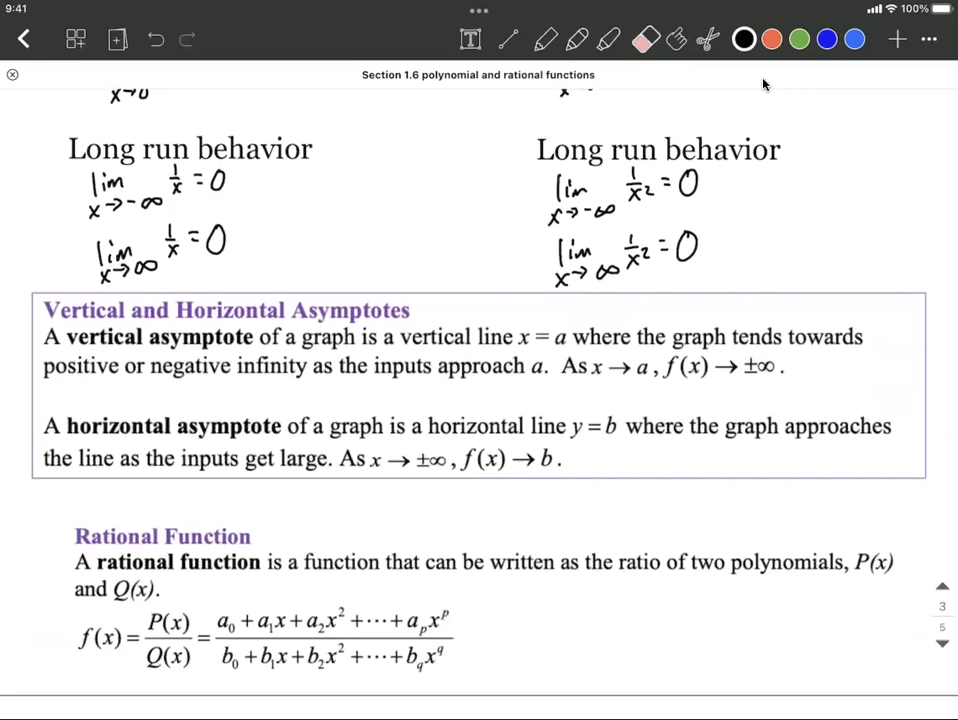 9:41
100%
Section 1.6 polynomial and rational functions
x→0
Long run behavior
lim x→-∞ 1/x = 0
lim x→∞ 1/x = 0
Long run behavior
lim x→-∞ 1/x² = 0
lim x→∞ 1/x² = 0
Vertical and Horizontal Asymptotes
A vertical asymptote of a graph is a vertical line x = a where the graph tends towards
positive or negative infinity as the inputs approach a. As x → a, f(x) → ±∞.
A horizontal asymptote of a graph is a horizontal line y = b where the graph approaches
the line as the inputs get large. As x → ±∞, f(x) → b.
Rational Function
A rational function is a function that can be written as the ratio of two polynomials, P(x)
and Q(x).
f(x) = P(x)/Q(x) = (a₀ + a₁x + a₂x² + ⋯ + aₚxᵖ)/(b₀ + b₁x + b₂x² + ⋯ + b_q x^q)
3
5